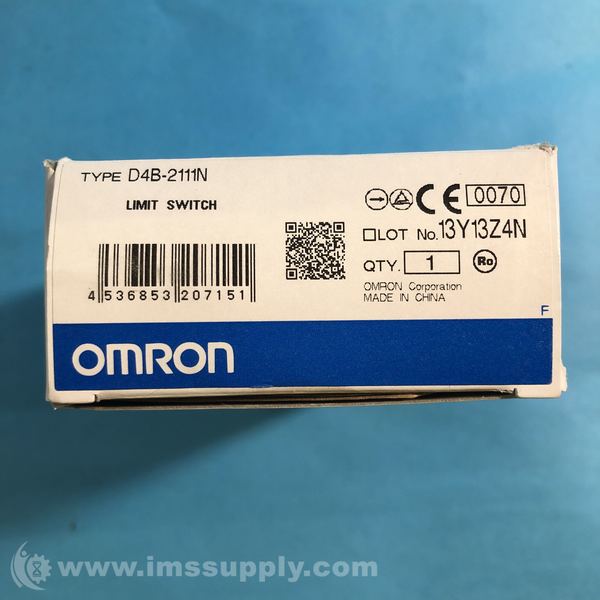 TYPE D4B-2111N
LIMIT SWITCH
CE 0070
LOT No. 13Y13Z4N
QTY. 1
Ro
4 536853 207151
OMRON Corporation
MADE IN CHINA
F
OMRON
www.imssupply.com